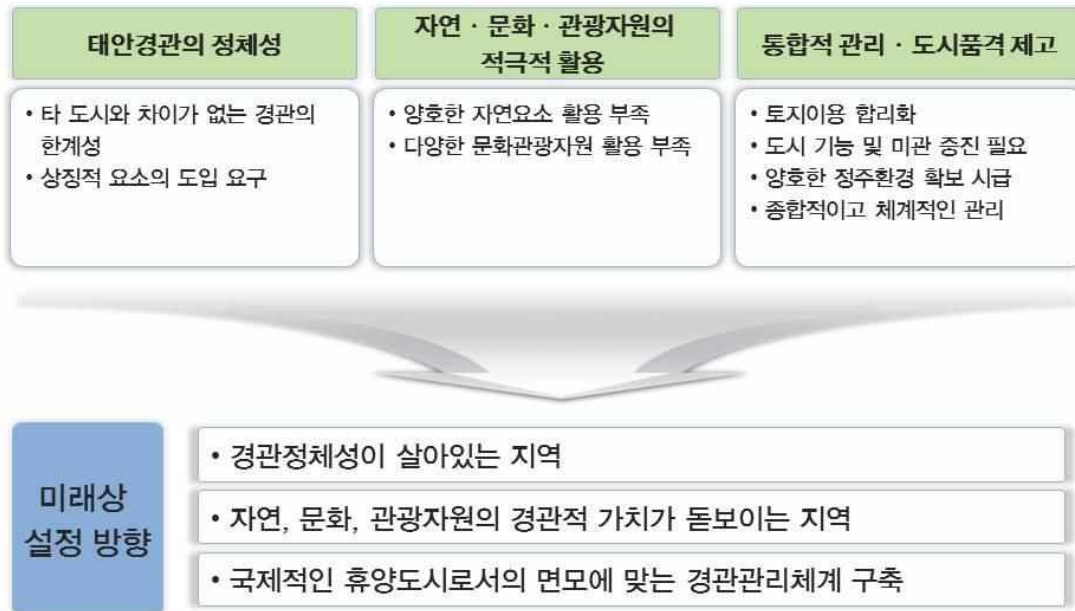 태안경관의 정체성
자연 · 문화 · 관광자원의
적극적 활용
통합적 관리 · 도시품격 제고
• 타 도시와 차이가 없는 경관의
한계성
• 상징적 요소의 도입 요구
• 양호한 자연요소 활용 부족
• 다양한 문화관광자원 활용 부족
• 토지이용 합리화
• 도시 기능 및 미관 증진 필요
• 양호한 정주환경 확보 시급
• 종합적이고 체계적인 관리
미래상
설정 방향
• 경관정체성이 살아있는 지역
• 자연, 문화, 관광자원의 경관적 가치가 돋보이는 지역
• 국제적인 휴양도시로서의 면모에 맞는 경관관리체계 구축